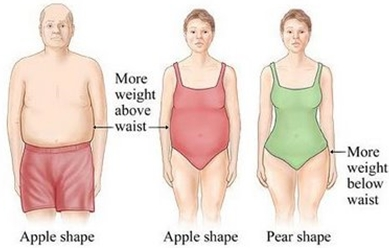 More
weight
above
waist
More
weight
below
waist
Apple shape
Apple shape
Pear shape